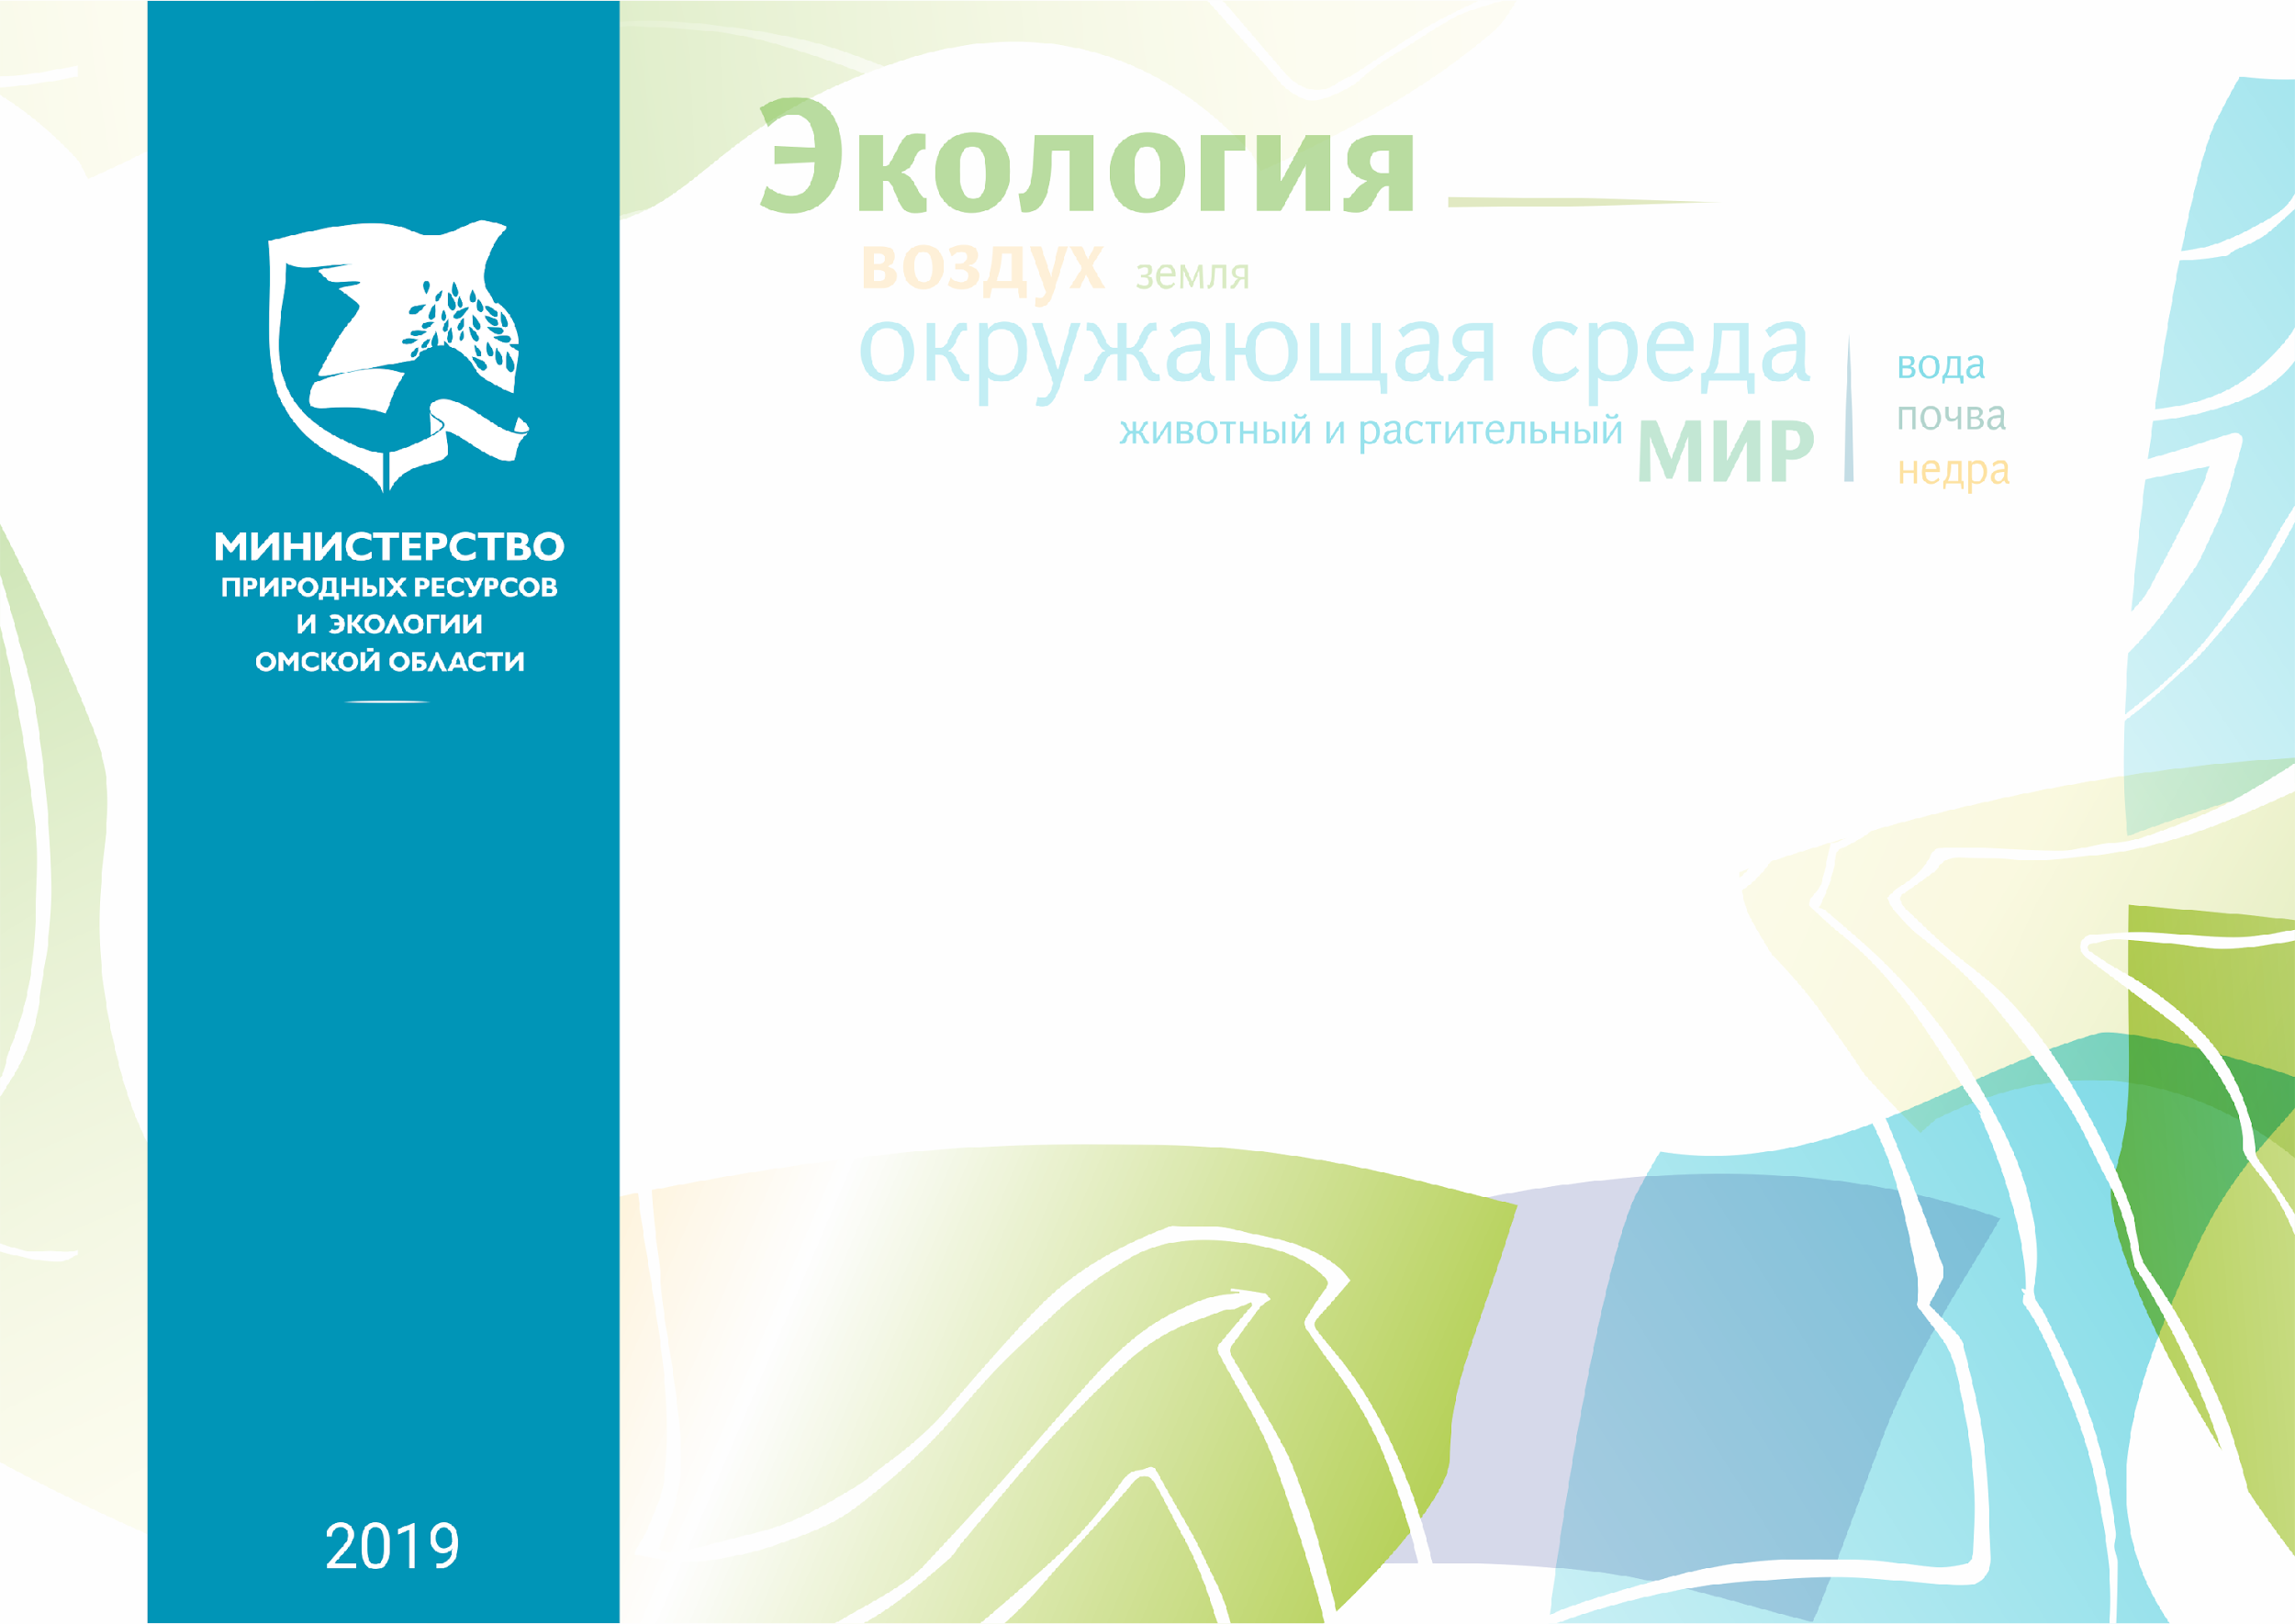 МИНИСТЕРСТВО
ПРИРОДНЫХ РЕСУРСОВ
И ЭКОЛОГИИ
ОМСКОЙ ОБЛАСТИ
2019
Экология
воздух земля
окружающая среда
животный и растительный мир
вода
почва
недра